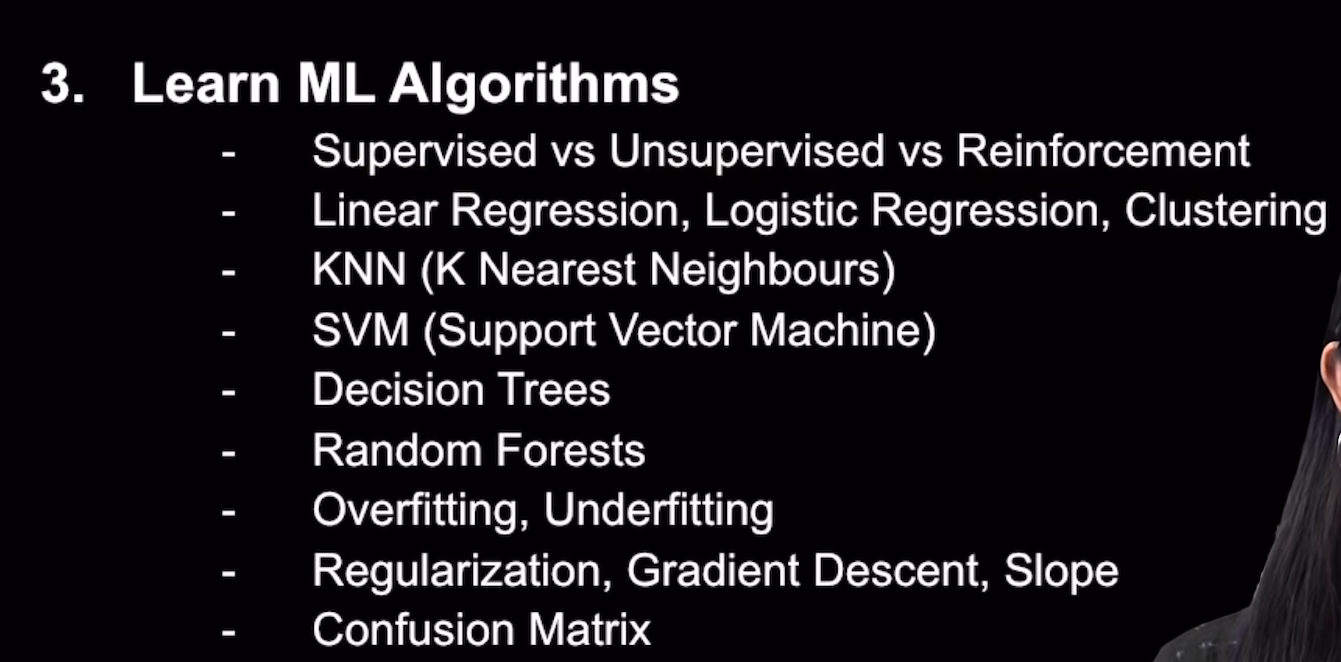 3. Learn ML Algorithms
- Supervised vs Unsupervised vs Reinforcement
- Linear Regression, Logistic Regression, Clustering
- KNN (K Nearest Neighbours)
- SVM (Support Vector Machine)
- Decision Trees
- Random Forests
- Overfitting, Underfitting
- Regularization, Gradient Descent, Slope
- Confusion Matrix